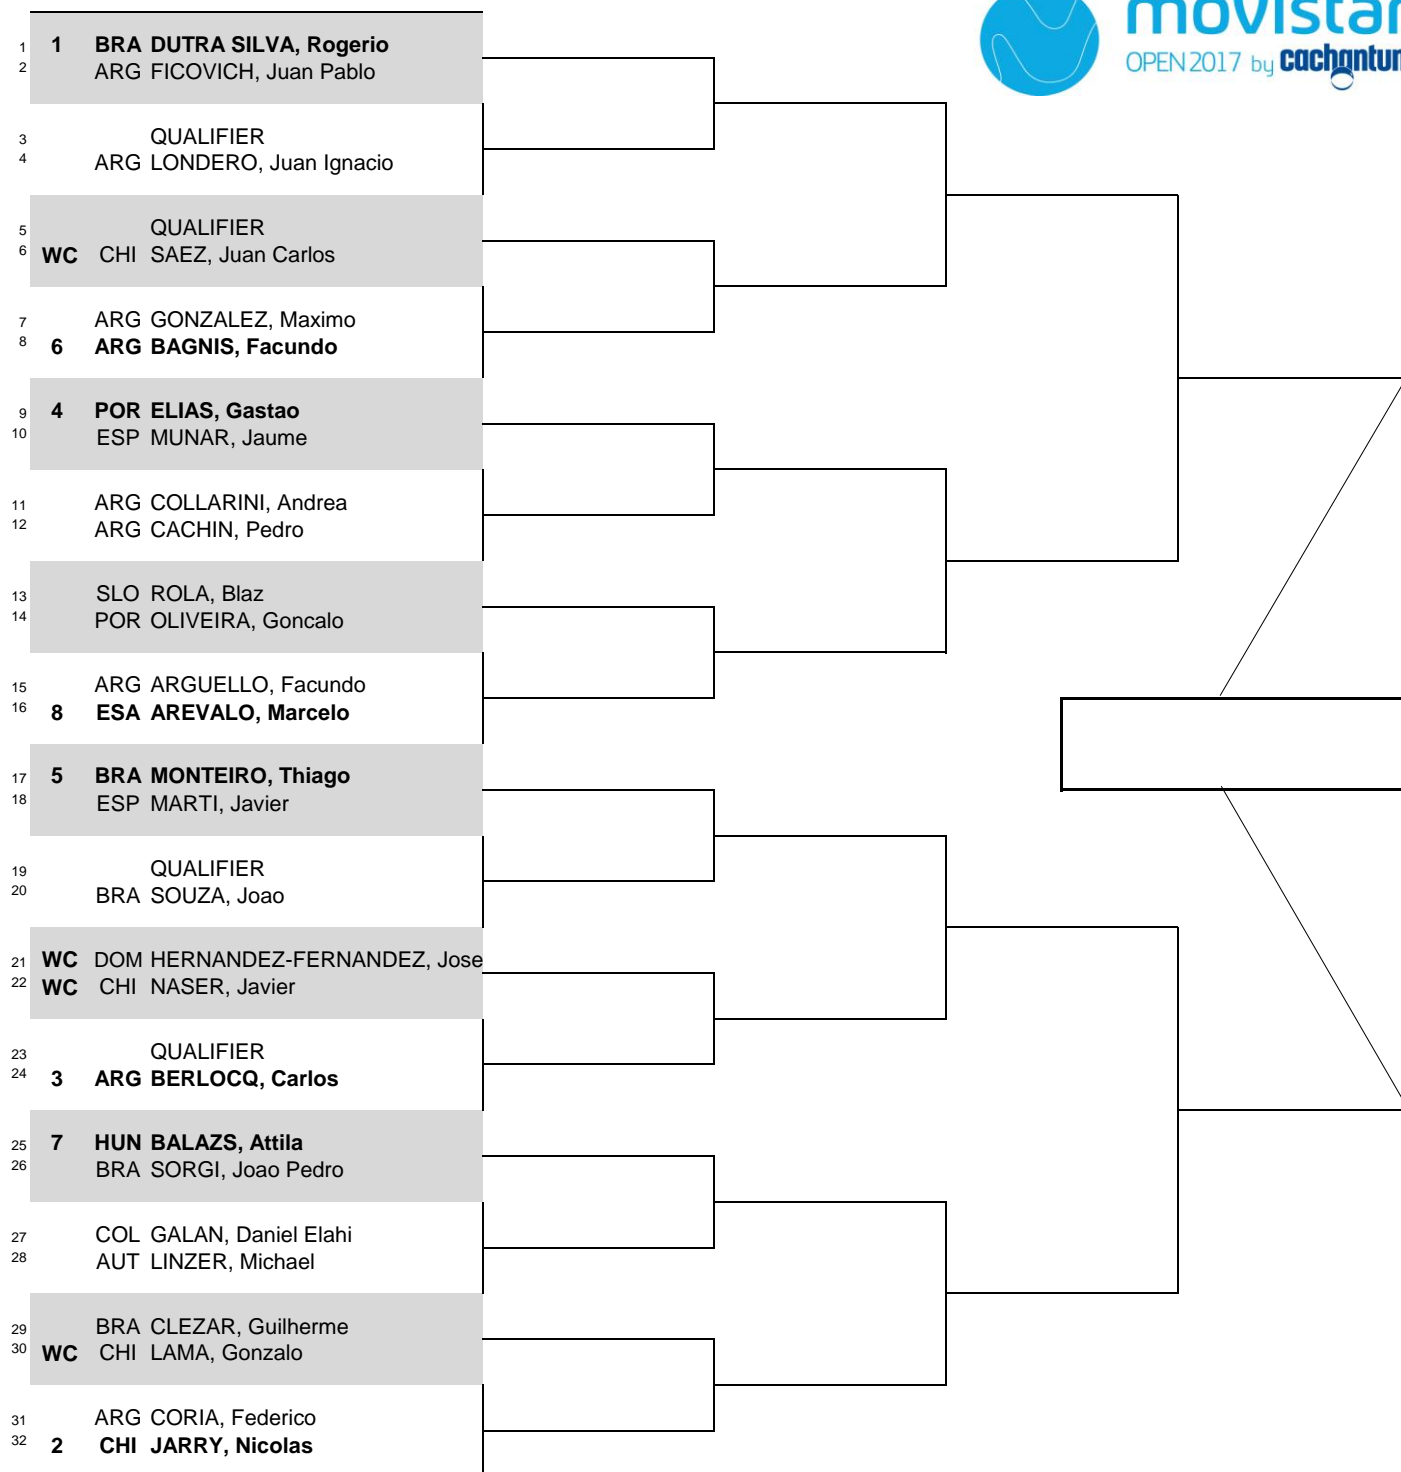 movistar
OPEN 2017 by cachantun
1 1 BRA DUTRA SILVA, Rogerio
2 ARG FICOVICH, Juan Pablo
3 QUALIFIER
4 ARG LONDERO, Juan Ignacio
5 QUALIFIER
6 WC CHI SAEZ, Juan Carlos
7 ARG GONZALEZ, Maximo
8 6 ARG BAGNIS, Facundo
9 4 POR ELIAS, Gastao
10 ESP MUNAR, Jaume
11 ARG COLLARINI, Andrea
12 ARG CACHIN, Pedro
13 SLO ROLA, Blaz
14 POR OLIVEIRA, Goncalo
15 ARG ARGUELLO, Facundo
16 8 ESA AREVALO, Marcelo
17 5 BRA MONTEIRO, Thiago
18 ESP MARTI, Javier
19 QUALIFIER
20 BRA SOUZA, Joao
21 WC DOM HERNANDEZ-FERNANDEZ, Jose
22 WC CHI NASER, Javier
23 QUALIFIER
24 3 ARG BERLOCQ, Carlos
25 7 HUN BALAZS, Attila
26 BRA SORGI, Joao Pedro
27 COL GALAN, Daniel Elahi
28 AUT LINZER, Michael
29 BRA CLEZAR, Guilherme
30 WC CHI LAMA, Gonzalo
31 ARG CORIA, Federico
32 2 CHI JARRY, Nicolas